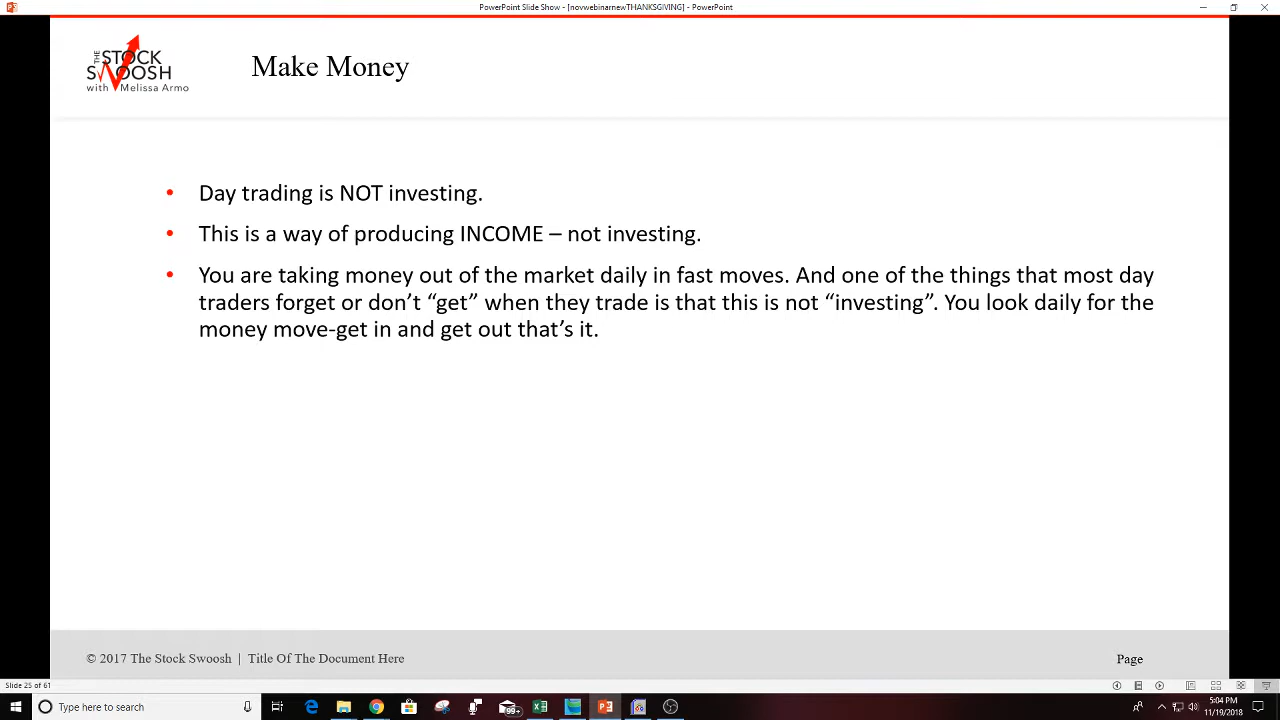 PowerPoint Slide Show - [novwebinarnewTHANKSGIVING] - PowerPoint
THE STOCK
SWOOSH
with Melissa Armo
Make Money
• Day trading is NOT investing.
• This is a way of producing INCOME – not investing.
• You are taking money out of the market daily in fast moves. And one of the things that most day
traders forget or don’t “get” when they trade is that this is not “investing”. You look daily for the
money move-get in and get out that’s it.
© 2017 The Stock Swoosh | Title Of The Document Here
Page
Slide 25 of 61
Type here to search
99+
5:04 PM
11/19/2018